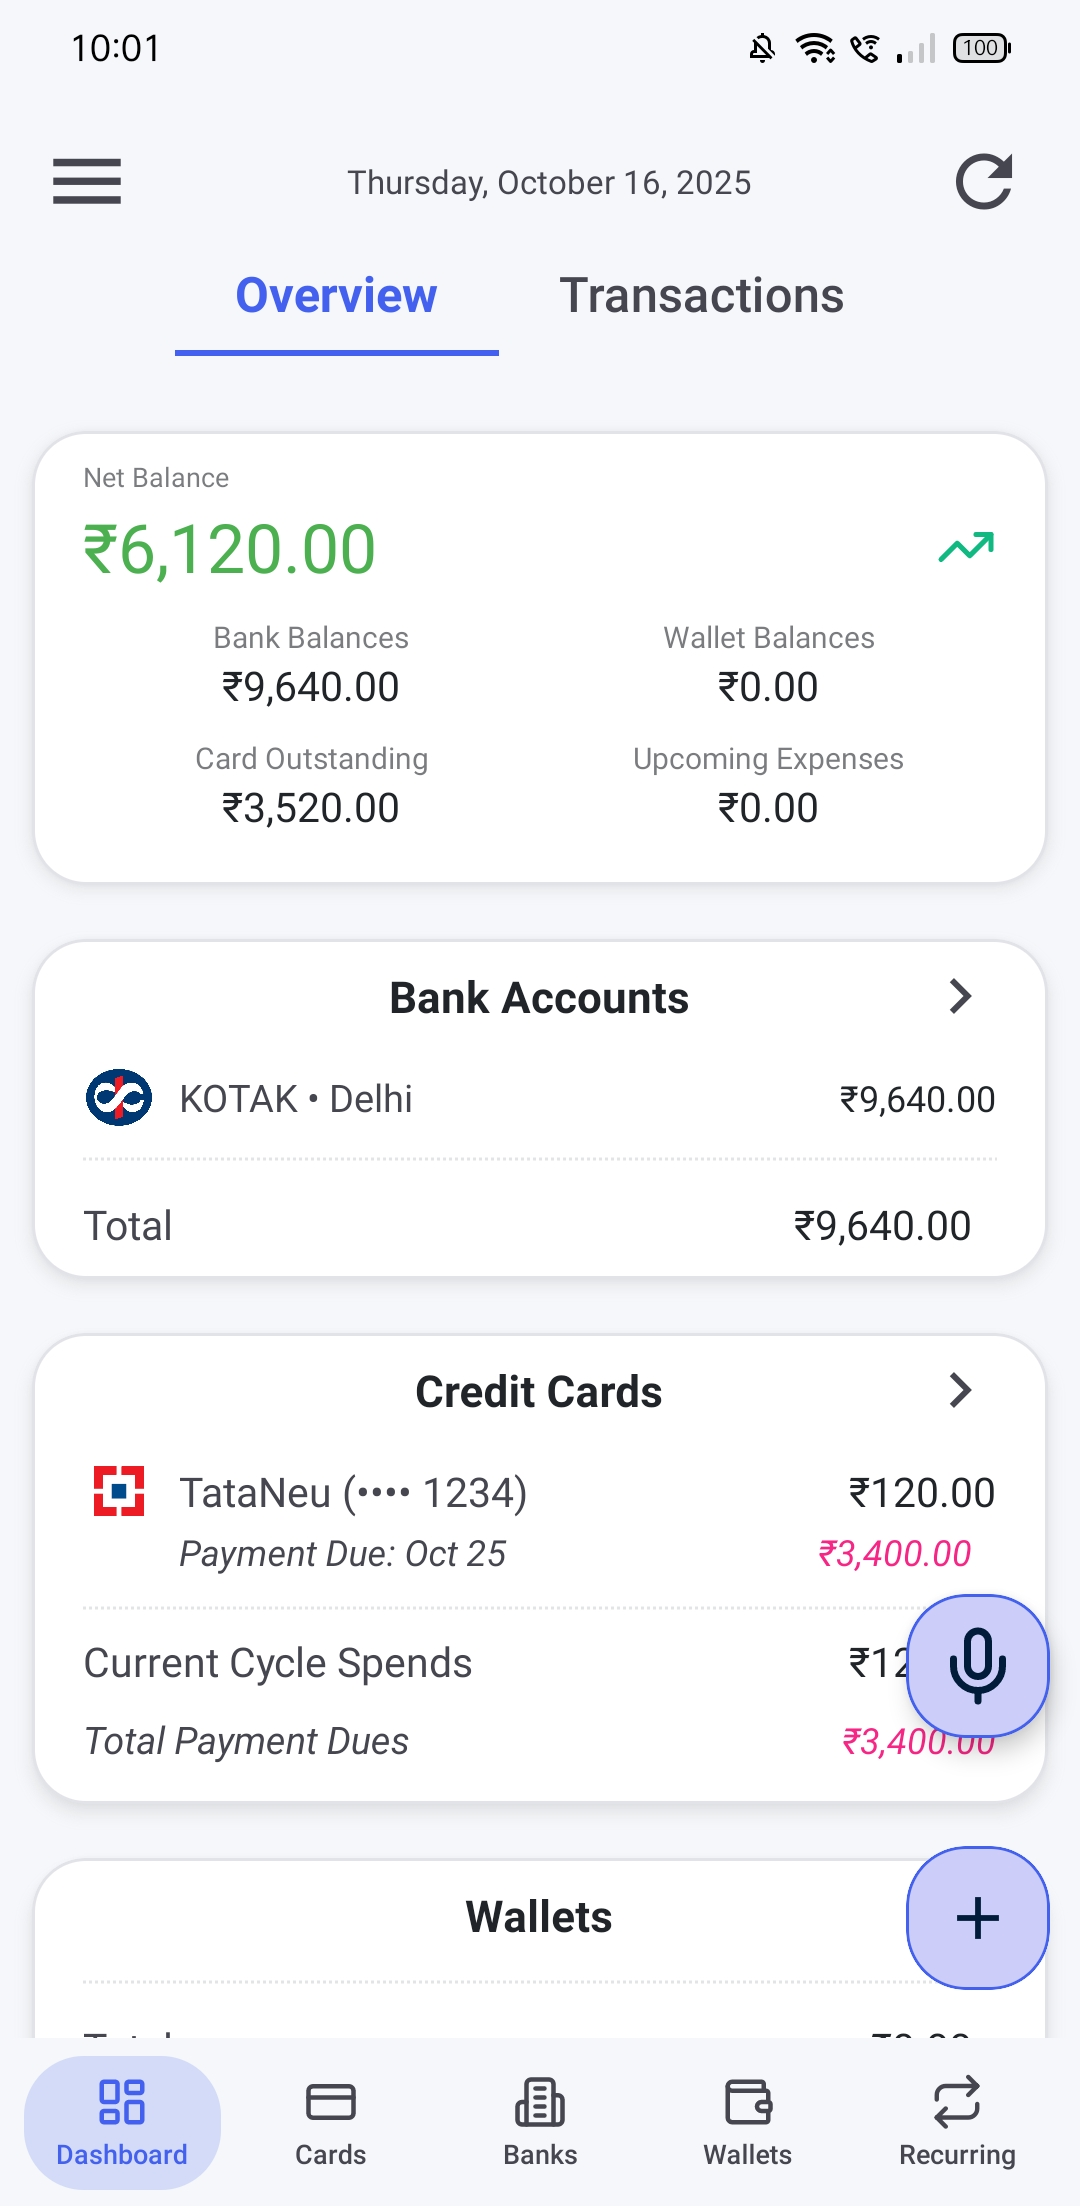 10:01
100
Thursday, October 16, 2025
Overview Transactions
Net Balance
₹6,120.00
Bank Balances Wallet Balances
₹9,640.00 ₹0.00
Card Outstanding Upcoming Expenses
₹3,520.00 ₹0.00
Bank Accounts
KOTAK • Delhi ₹9,640.00
Total ₹9,640.00
Credit Cards
TataNeu (•••• 1234) ₹120.00
Payment Due: Oct 25 ₹3,400.00
Current Cycle Spends ₹12
Total Payment Dues ₹3,400.00
Wallets
Dashboard Cards Banks Wallets Recurring